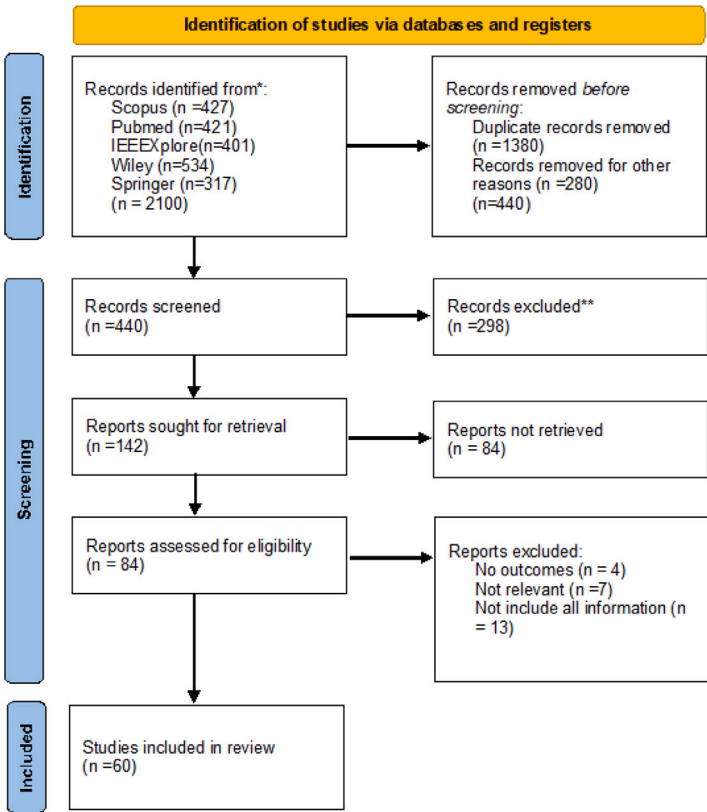 Identification of studies via databases and registers
Identification
Records identified from*:
Scopus (n =427)
Pubmed (n=421)
IEEEXplore(n=401)
Wiley (n=534)
Springer (n=317)
(n = 2100)
Records removed before
screening:
Duplicate records removed
(n =1380)
Records removed for other
reasons (n =280)
(n=440)
Screening
Records screened
(n =440)
Records excluded**
(n =298)
Reports sought for retrieval
(n =142)
Reports not retrieved
(n = 84)
Reports assessed for eligibility
(n = 84)
Reports excluded:
No outcomes (n = 4)
Not relevant (n =7)
Not include all information (n
= 13)
Included
Studies included in review
(n =60)